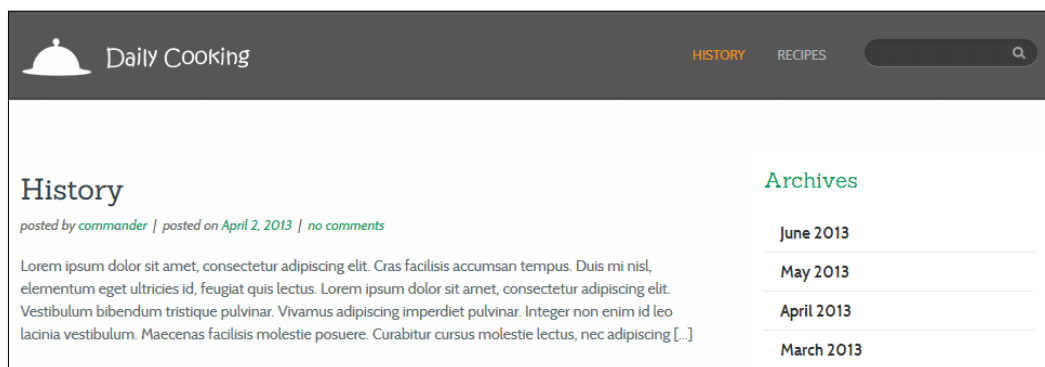 Daily Cooking
HISTORY RECIPES
History
posted by commander | posted on April 2, 2013 | no comments
Lorem ipsum dolor sit amet, consectetur adipiscing elit. Cras facilisis accumsan tempus. Duis mi nisl,
elementum eget ultricies id, feugiat quis lectus. Lorem ipsum dolor sit amet, consectetur adipiscing elit.
Vestibulum bibendum tristique pulvinar. Vivamus adipiscing imperdiet pulvinar. Integer non enim id leo
lacinia vestibulum. Maecenas facilisis molestie posuere. Curabitur cursus molestie lectus, nec adipiscing [...]
Archives
June 2013
May 2013
April 2013
March 2013